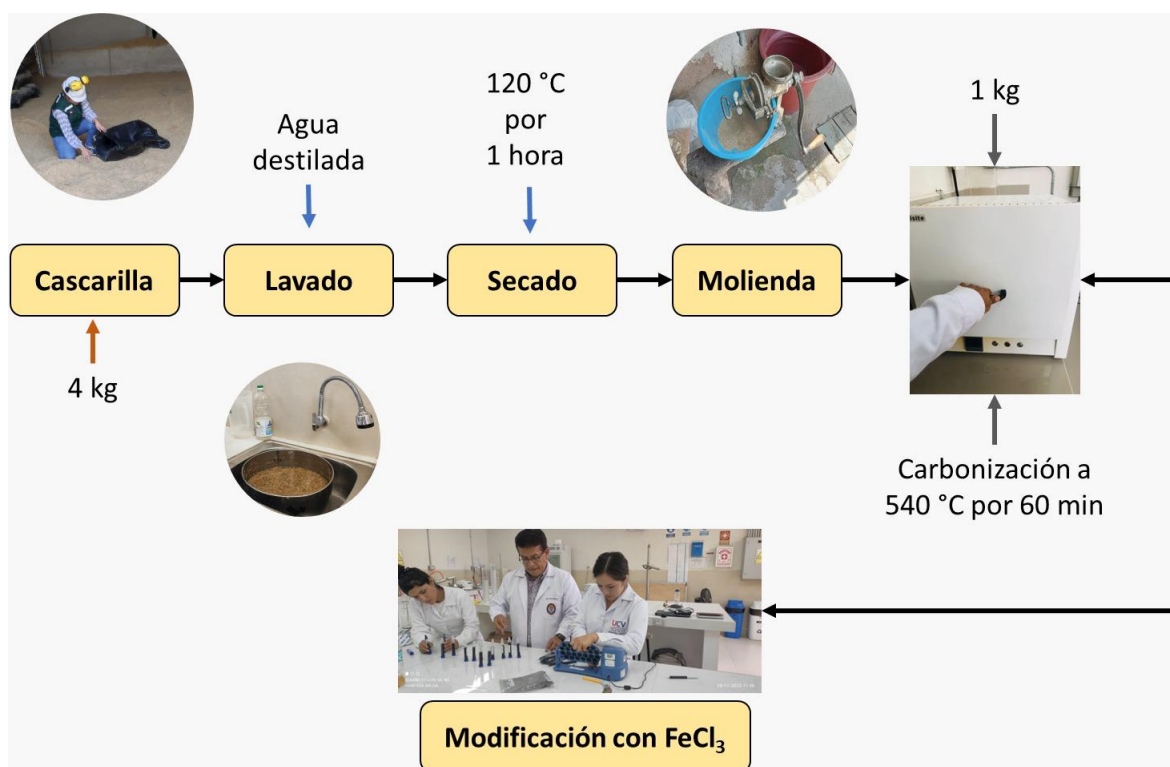 Agua
destilada
120 °C
por
1 hora
1 kg
Cascarilla
Lavado
Secado
Molienda
4 kg
Carbonización a
540 °C por 60 min
UCV
Modificación con FeCl₃